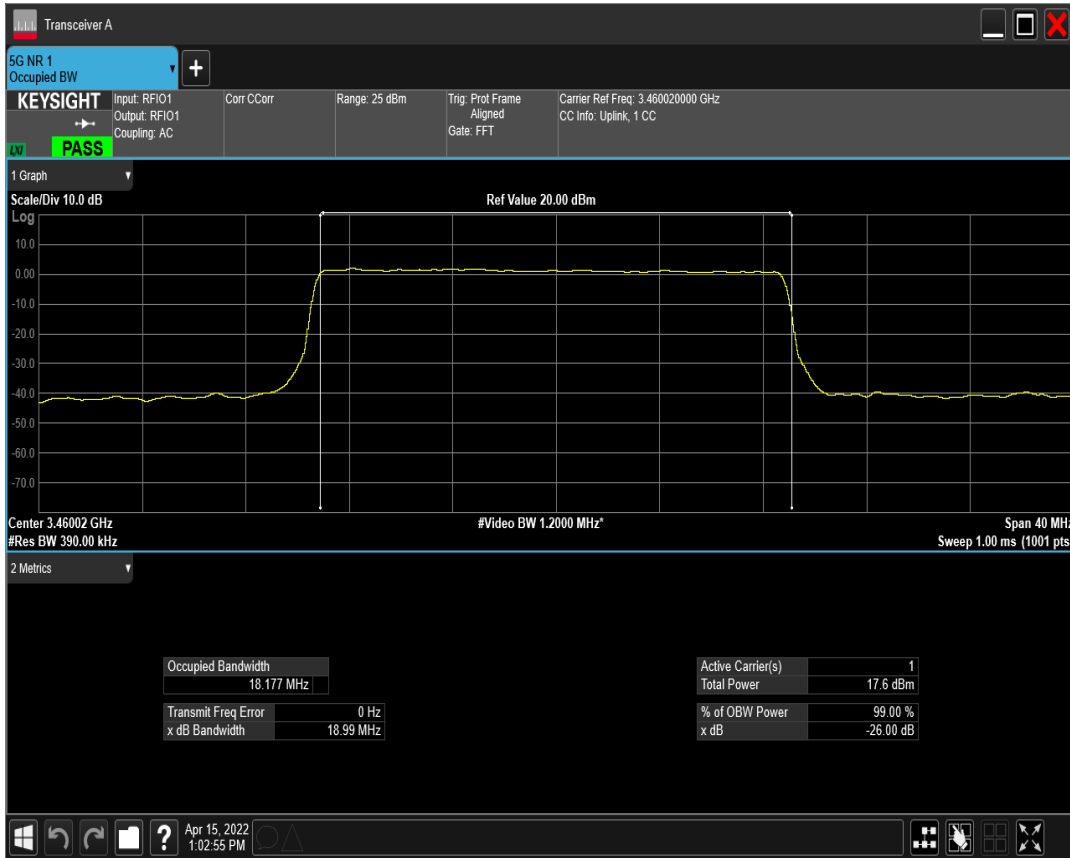 Transceiver A
5G NR 1
Occupied BW
KEYSIGHT
LXI
PASS
Input: RFIO1
Output: RFIO1
Coupling: AC
Corr CCorr
Range: 25 dBm
Trig: Prot Frame
Aligned
Gate: FFT
Carrier Ref Freq: 3.460020000 GHz
CC Info: Uplink, 1 CC
1 Graph
Scale/Div 10.0 dB
Ref Value 20.00 dBm
Log
10.0
0.00
-10.0
-20.0
-30.0
-40.0
-50.0
-60.0
-70.0
Center 3.46002 GHz
#Video BW 1.2000 MHz*
Span 40 MHz
#Res BW 390.00 kHz
Sweep 1.00 ms (1001 pts
2 Metrics
Occupied Bandwidth
18.177 MHz
Transmit Freq Error 0 Hz
x dB Bandwidth 18.99 MHz
Active Carrier(s) 1
Total Power 17.6 dBm
% of OBW Power 99.00 %
x dB -26.00 dB
?
Apr 15, 2022
1:02:55 PM